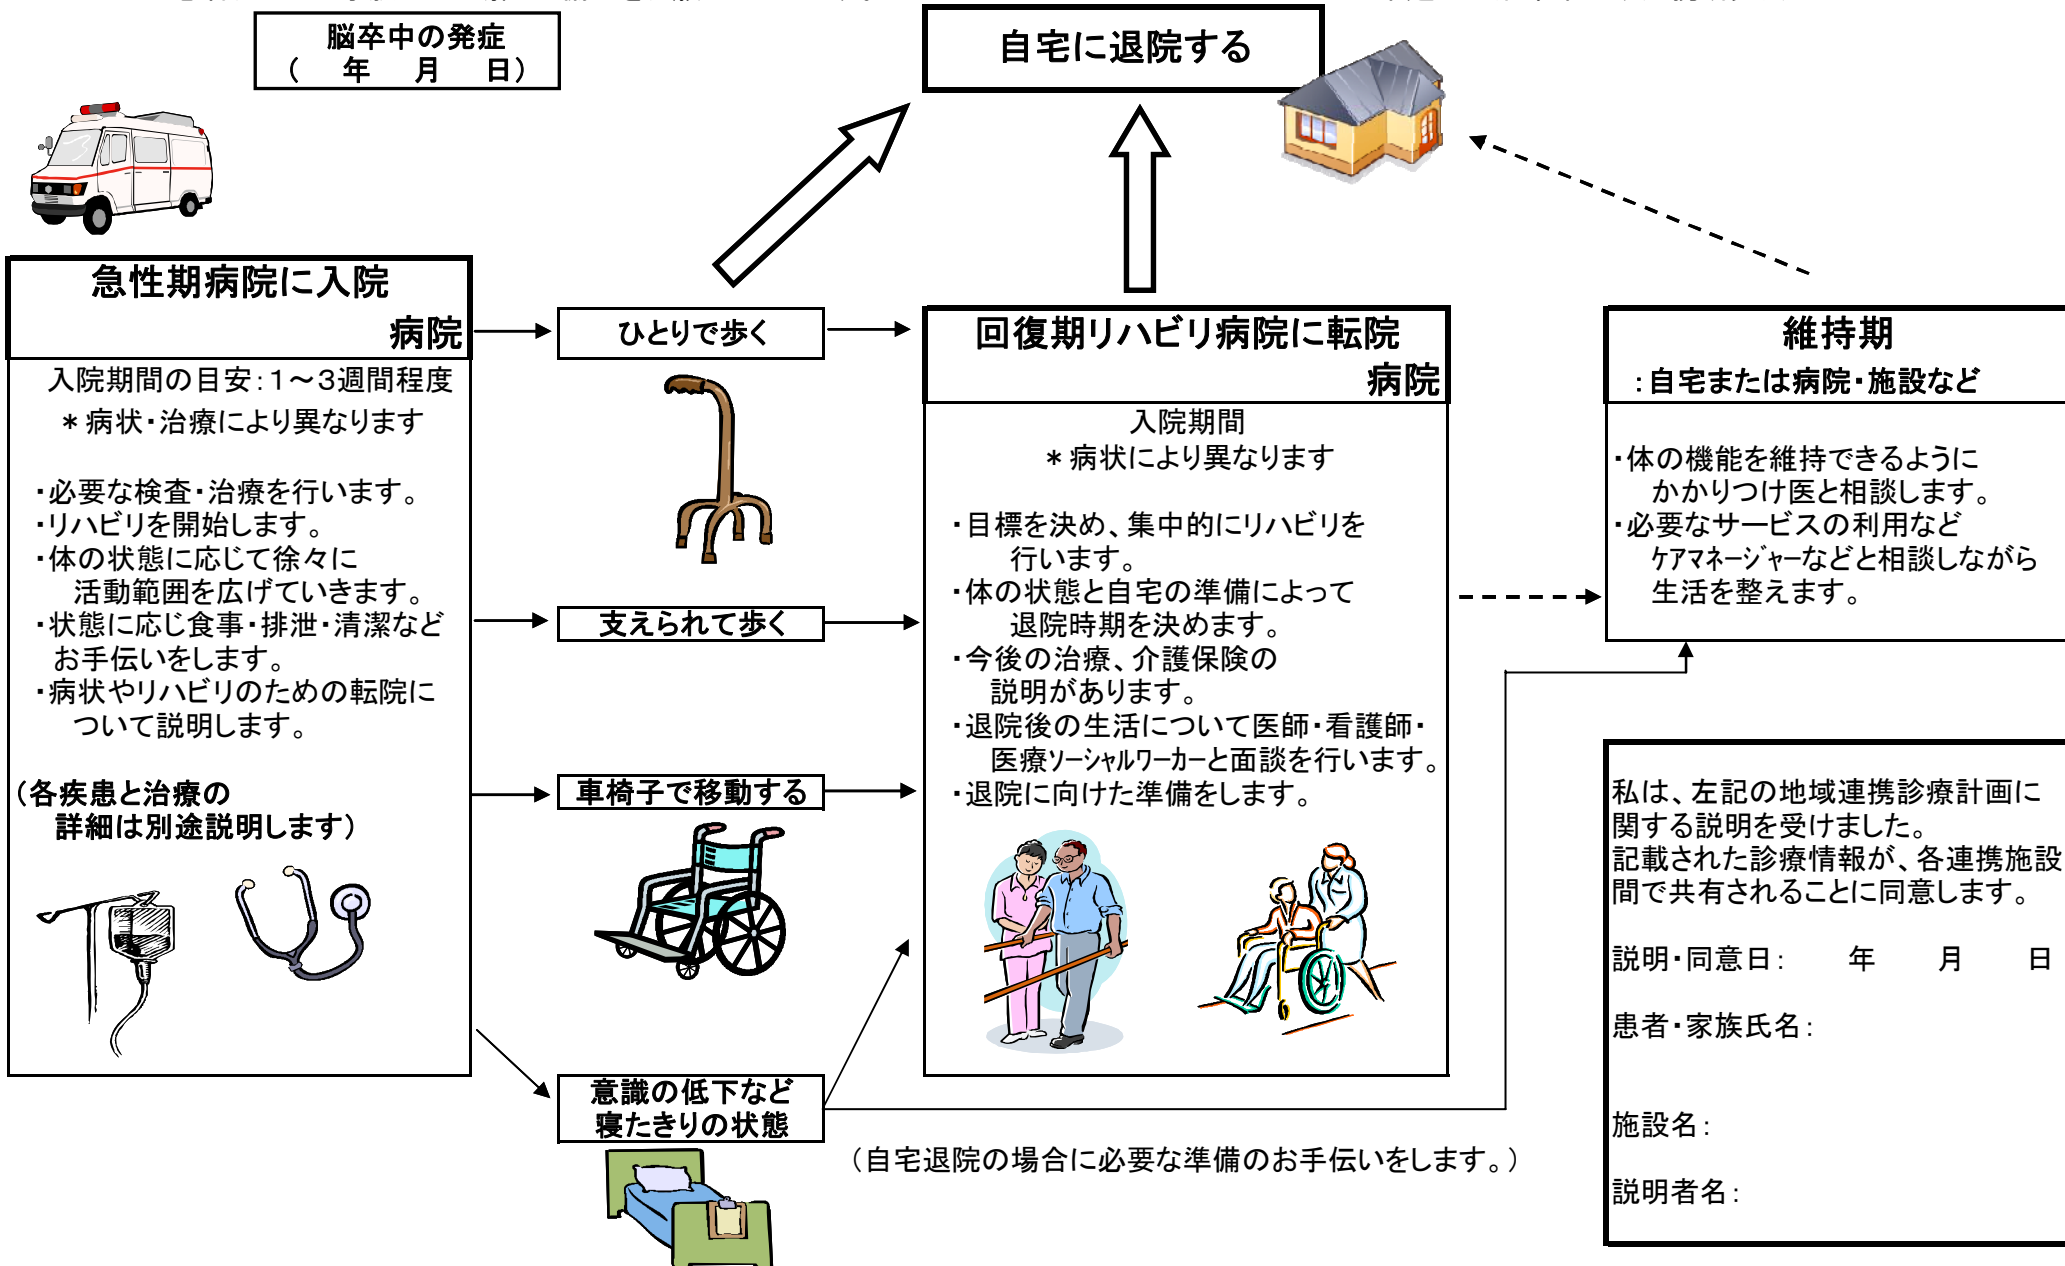 脳卒中の発症
(　年　月　日)
自宅に退院する
急性期病院に入院
病院
入院期間の目安:1～3週間程度
*病状・治療により異なります
・必要な検査・治療を行います。
・リハビリを開始します。
・体の状態に応じて徐々に
活動範囲を広げていきます。
・状態に応じ食事・排泄・清潔など
お手伝いをします。
・病状やリハビリのための転院に
ついて説明します。
(各疾患と治療の
詳細は別途説明します)
ひとりで歩く
支えられて歩く
車椅子で移動する
意識の低下など
寝たきりの状態
回復期リハビリ病院に転院
病院
入院期間
*病状により異なります
・目標を決め、集中的にリハビリを
行います。
・体の状態と自宅の準備によって
退院時期を決めます。
・今後の治療、介護保険の
説明があります。
・退院後の生活について医師・看護師・
医療ｿｰｼｬﾙﾜｰｶｰと面談を行います。
・退院に向けた準備をします。
(自宅退院の場合に必要な準備のお手伝いをします。)
維持期
:自宅または病院・施設など
・体の機能を維持できるように
かかりつけ医と相談します。
・必要なサービスの利用など
ｹｱﾏﾈｰｼﾞｬｰなどと相談しながら
生活を整えます。
私は、左記の地域連携診療計画に
関する説明を受けました。
記載された診療情報が、各連携施設
間で共有されることに同意します。
説明・同意日:　年　月　日
患者・家族氏名:
施設名:
説明者名: